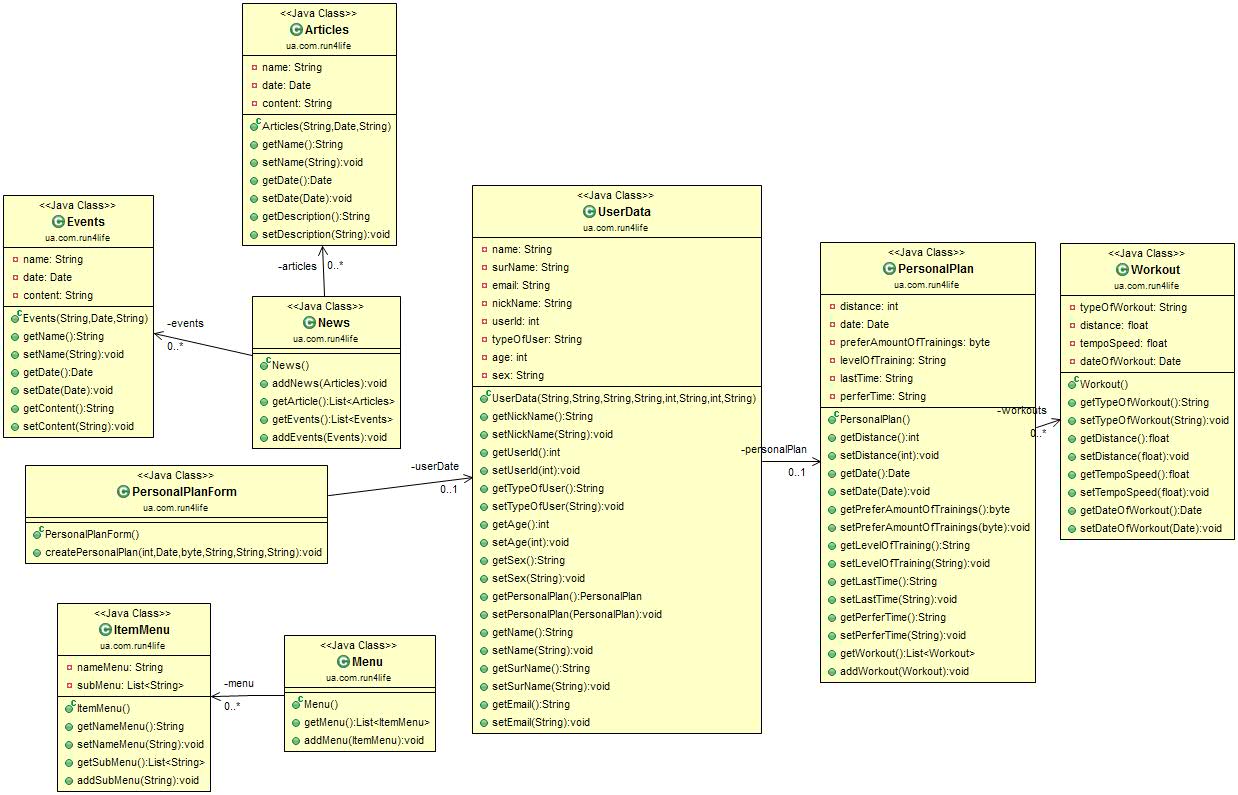 <<Java Class>>
Articles
ua.com.run4life
name: String
date: Date
content: String
Articles(String,Date,String)
getName():String
setName(String):void
getDate():Date
setDate(Date):void
getDescription():String
setDescription(String):void
-articles
0..*
<<Java Class>>
Events
ua.com.run4life
name: String
date: Date
content: String
Events(String,Date,String)
getName():String
setName(String):void
getDate():Date
setDate(Date):void
getContent():String
setContent(String):void
-events
0..*
<<Java Class>>
News
ua.com.run4life
News()
addNews(Articles):void
getArticle():List<Articles>
getEvents():List<Events>
addEvents(Events):void
<<Java Class>>
PersonalPlanForm
ua.com.run4life
PersonalPlanForm()
createPersonalPlan(int,Date,byte,String,String,String):void
-userDate
0..1
<<Java Class>>
ItemMenu
ua.com.run4life
nameMenu: String
subMenu: List<String>
ItemMenu()
getNameMenu():String
setNameMenu(String):void
getSubMenu():List<String>
addSubMenu(String):void
-menu
0..*
<<Java Class>>
Menu
ua.com.run4life
Menu()
getMenu():List<ItemMenu>
addMenu(ItemMenu):void
<<Java Class>>
UserData
ua.com.run4life
name: String
surName: String
email: String
nickName: String
userId: int
typeOfUser: String
age: int
sex: String
UserData(String,String,String,String,int,String,int,String)
getNickName():String
setNickName(String):void
getUserId():int
setUserId(int):void
getTypeOfUser():String
setTypeOfUser(String):void
getAge():int
setAge(int):void
getSex():String
setSex(String):void
getPersonalPlan():PersonalPlan
setPersonalPlan(PersonalPlan):void
getName():String
setName(String):void
getSurName():String
setSurName(String):void
getEmail():String
setEmail(String):void
-personalPlan
0..1
<<Java Class>>
PersonalPlan
ua.com.run4life
distance: int
date: Date
preferAmountOfTrainings: byte
levelOfTraining: String
lastTime: String
perferTime: String
PersonalPlan()
getDistance():int
setDistance(int):void
getDate():Date
setDate(Date):void
getPreferAmountOfTrainings():byte
setPreferAmountOfTrainings(byte):void
getLevelOfTraining():String
setLevelOfTraining(String):void
getLastTime():String
setLastTime(String):void
getPerferTime():String
setPerferTime(String):void
getWorkout():List<Workout>
addWorkout(Workout):void
-workouts
0..*
<<Java Class>>
Workout
ua.com.run4life
typeOfWorkout: String
distance: float
tempoSpeed: float
dateOfWorkout: Date
Workout()
getTypeOfWorkout():String
setTypeOfWorkout(String):void
getDistance():float
setDistance(float):void
getTempoSpeed():float
setTempoSpeed(float):void
getDateOfWorkout():Date
setDateOfWorkout(Date):void